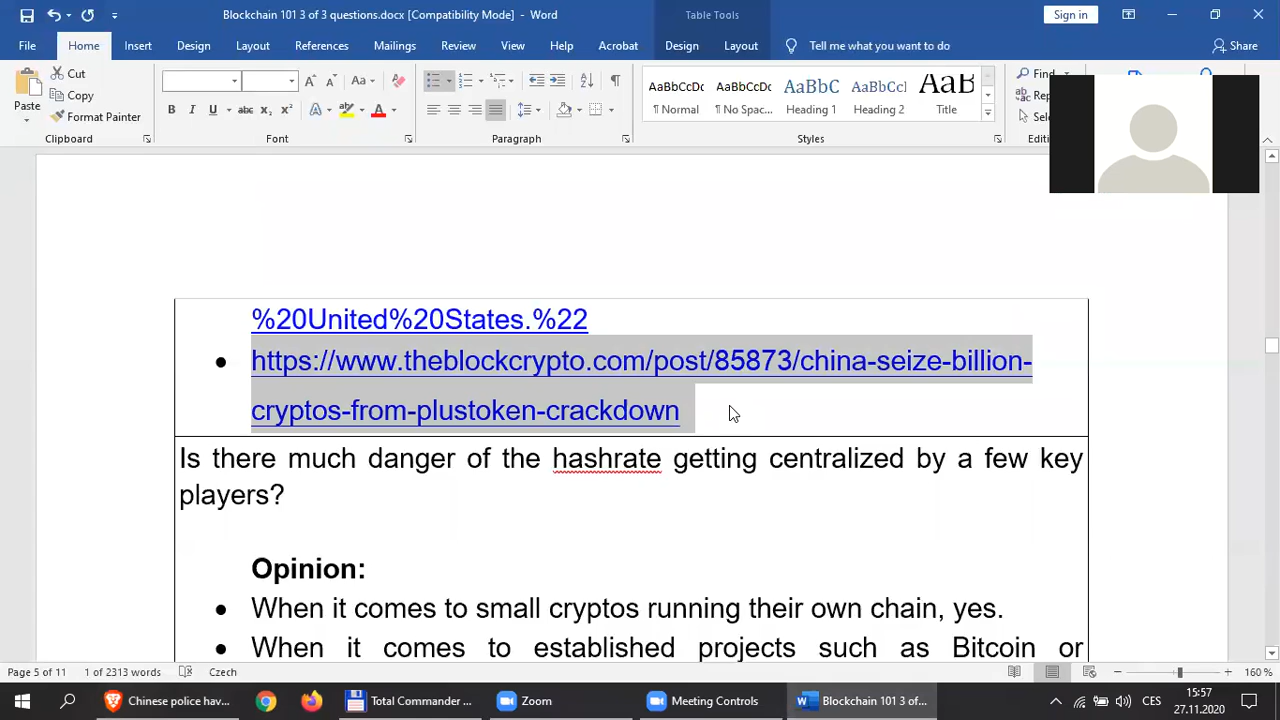 Blockchain 101 3 of 3 questions.docx [Compatibility Mode] - Word
Table Tools
Sign in
File
Home
Insert
Design
Layout
References
Mailings
Review
View
Help
Acrobat
Design
Layout
Tell me what you want to do
Share
Paste
Cut
Copy
Format Painter
Clipboard
Font
Paragraph
AaBbCcDc
¶ Normal
AaBbCcDc
¶ No Spac...
AaBbC
Heading 1
AaBbCcl
Heading 2
AaB
Title
Styles
Find
%20United%20States.%22
• https://www.theblockcrypto.com/post/85873/china-seize-billion-
cryptos-from-plustoken-crackdown
Is there much danger of the hashrate getting centralized by a few key
players?
Opinion:
• When it comes to small cryptos running their own chain, yes.
• When it comes to established projects such as Bitcoin or
Page 5 of 11
1 of 2313 words
Czech
160 %
Chinese police hav...
Total Commander ...
Zoom
Meeting Controls
Blockchain 101 3 of...
CES
15:57
27.11.2020